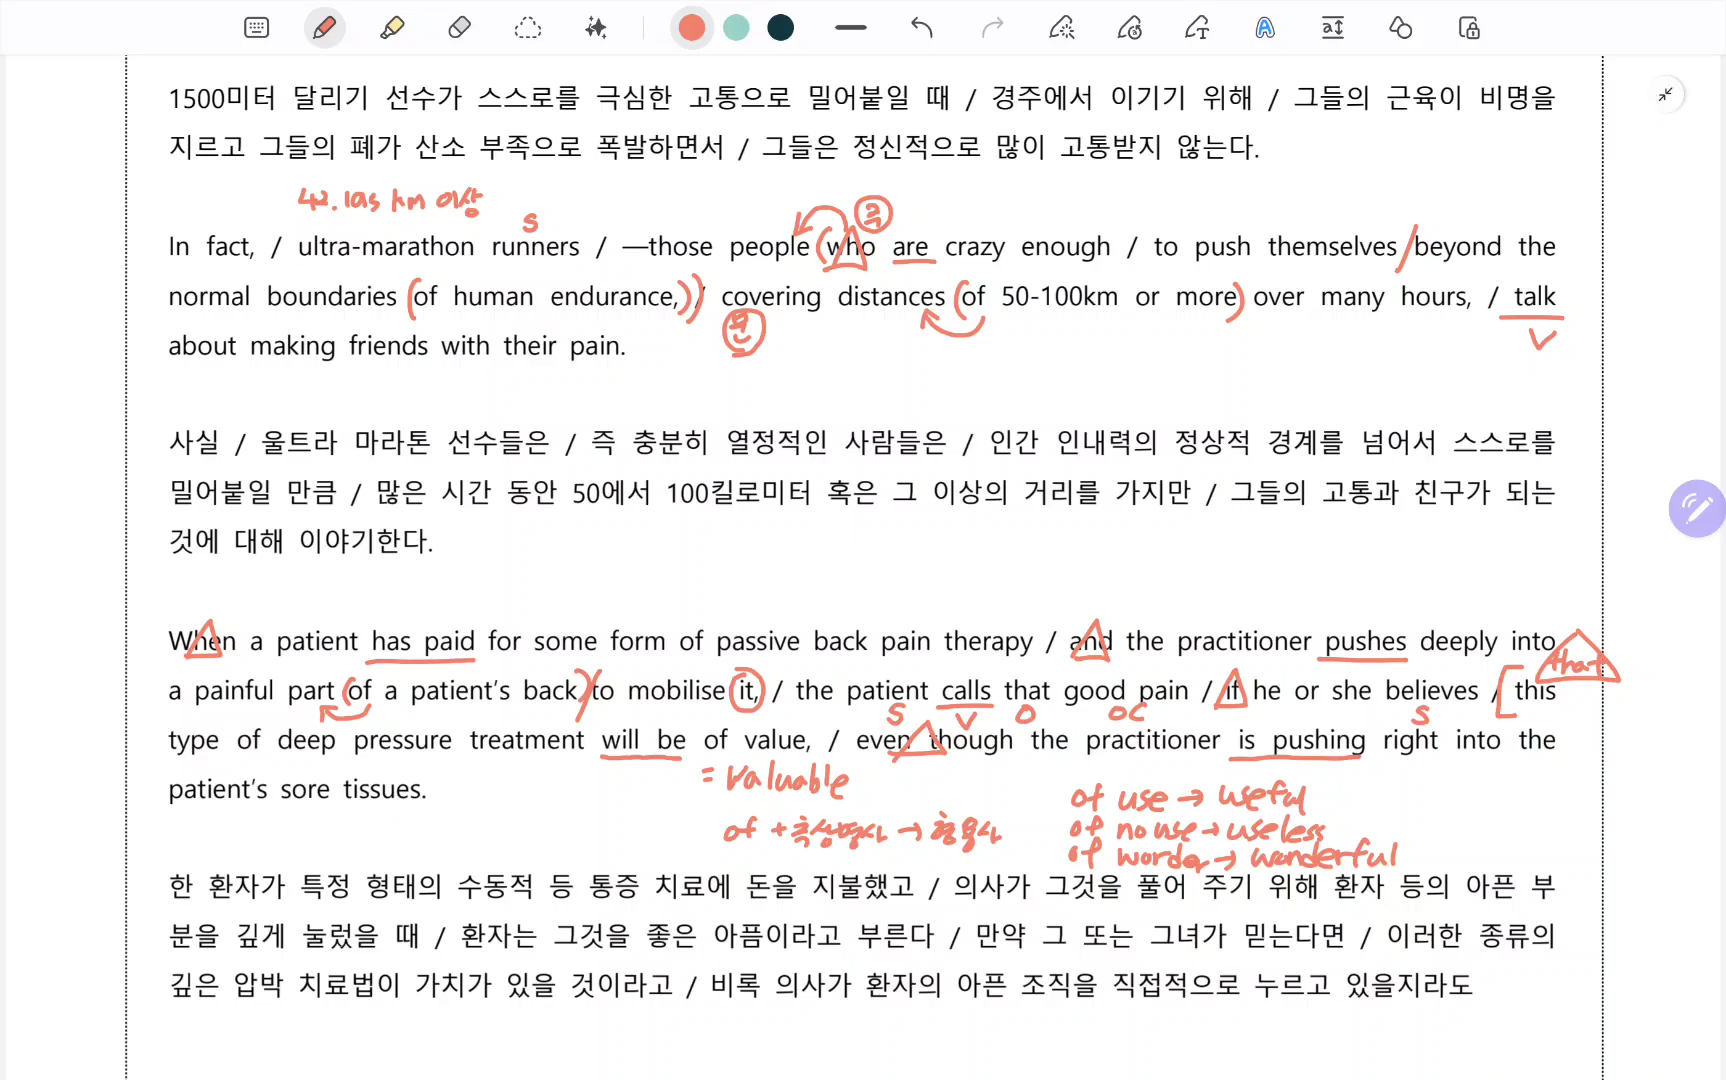 1500미터 달리기 선수가 스스로를 극심한 고통으로 밀어붙일 때 / 경주에서 이기기 위해 / 그들의 근육이 비명을
지르고 그들의 폐가 산소 부족으로 폭발하면서 / 그들은 정신적으로 많이 고통받지 않는다.
42.195 km 이상
S
In fact, / ultra-marathon runners / —those people who are crazy enough / to push themselves beyond the
normal boundaries of human endurance, / covering distances of 50-100km or more over many hours, / talk
V
about making friends with their pain.
사실 / 울트라 마라톤 선수들은 / 즉 충분히 열정적인 사람들은 / 인간 인내력의 정상적 경계를 넘어서 스스로를
밀어붙일 만큼 / 많은 시간 동안 50에서 100킬로미터 혹은 그 이상의 거리를 가지만 / 그들의 고통과 친구가 되는
것에 대해 이야기한다.
When a patient has paid for some form of passive back pain therapy / and the practitioner pushes deeply into
that
a painful part of a patient's back to mobilise it, / the patient calls that good pain / if he or she believes / this
S V O OC S
type of deep pressure treatment will be of value, / even though the practitioner is pushing right into the
patient's sore tissues.
= valuable
of + 추상명사 → 형용사
of use → useful
of no use → useless
of worder → wonderful
한 환자가 특정 형태의 수동적 등 통증 치료에 돈을 지불했고 / 의사가 그것을 풀어 주기 위해 환자 등의 아픈 부
분을 깊게 눌렀을 때 / 환자는 그것을 좋은 아픔이라고 부른다 / 만약 그 또는 그녀가 믿는다면 / 이러한 종류의
깊은 압박 치료법이 가치가 있을 것이라고 / 비록 의사가 환자의 아픈 조직을 직접적으로 누르고 있을지라도